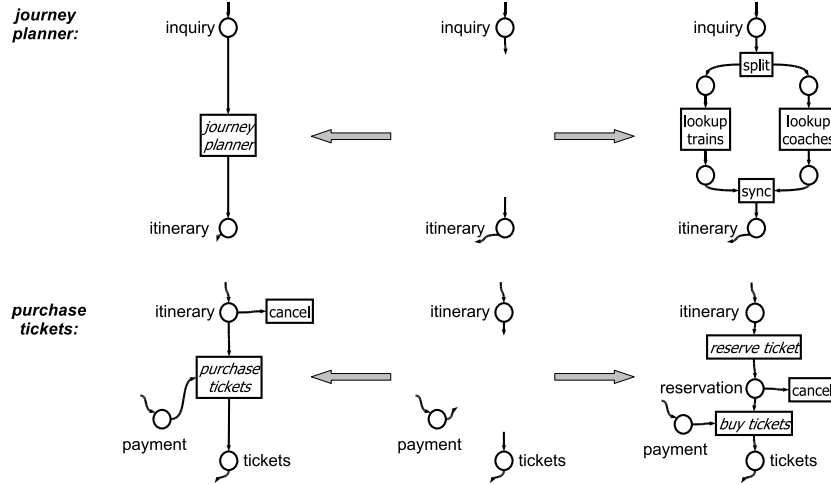 journey
planner:
inquiry
inquiry
inquiry
split
journey
planner
lookup
trains
lookup
coaches
sync
itinerary
itinerary
itinerary
purchase
tickets:
itinerary
cancel
itinerary
itinerary
purchase
tickets
reserve ticket
reservation
cancel
payment
payment
buy tickets
payment
tickets
tickets
tickets